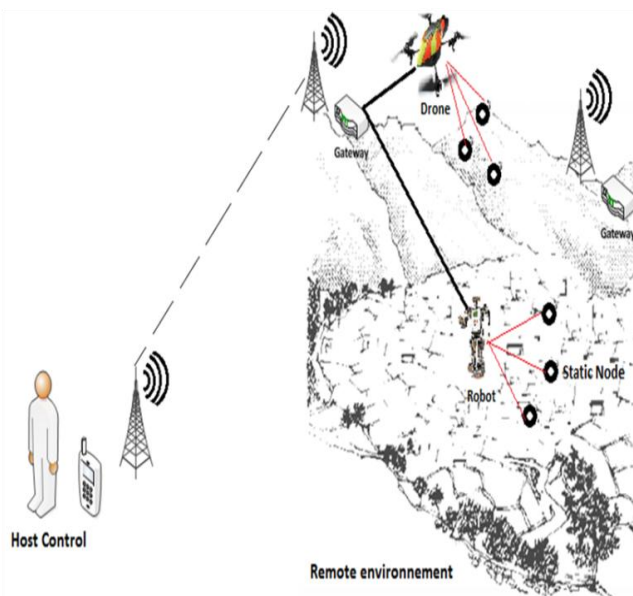 Drone
Gateway
Gateway
Static Node
Robot
Host Control
Remote environnement